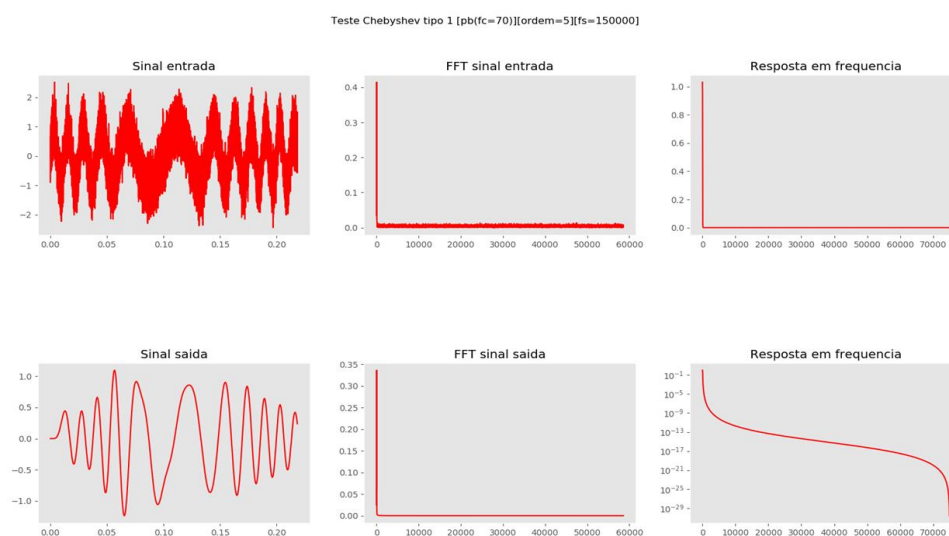 Teste Chebyshev tipo 1 [pb(fc=70)][ordem=5][fs=150000]
Sinal entrada
2
1
0
−1
−2
0.00 0.05 0.10 0.15 0.20
FFT sinal entrada
0.4
0.3
0.2
0.1
0.0
0 10000 20000 30000 40000 50000 60000
Resposta em frequencia
1.0
0.8
0.6
0.4
0.2
0.0
0 10000 20000 30000 40000 50000 60000 70000
Sinal saida
1.0
0.5
0.0
−0.5
−1.0
0.00 0.05 0.10 0.15 0.20
FFT sinal saida
0.35
0.30
0.25
0.20
0.15
0.10
0.05
0.00
0 10000 20000 30000 40000 50000 60000
Resposta em frequencia
10⁻¹
10⁻⁵
10⁻⁹
10⁻¹³
10⁻¹⁷
10⁻²¹
10⁻²⁵
10⁻²⁹
0 10000 20000 30000 40000 50000 60000 70000